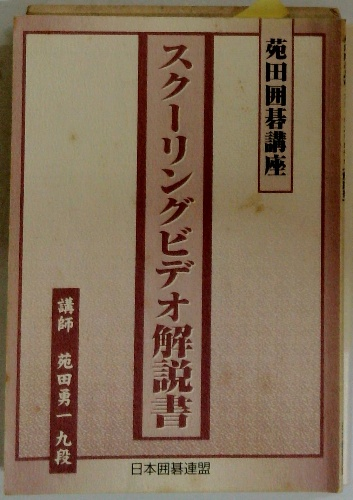 苑田囲碁講座
スクーリングビデオ解説書
講師 苑田勇一 九段
日本囲碁連盟